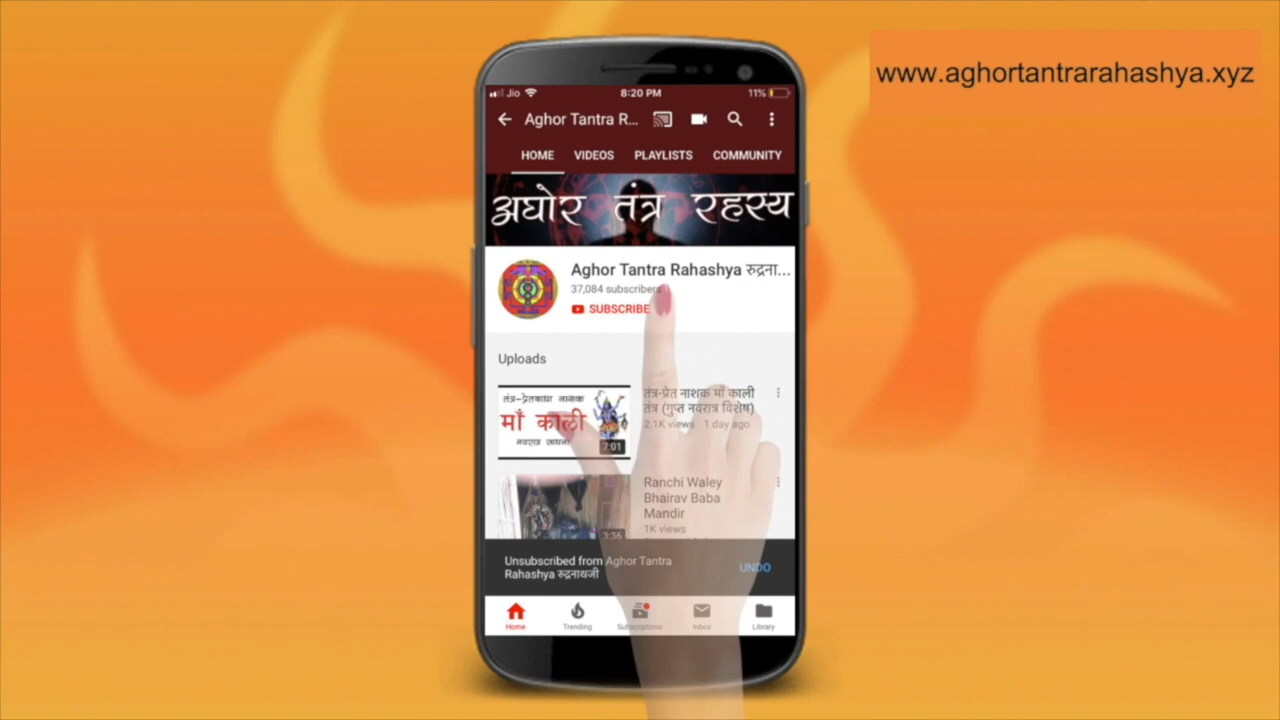 www.aghortantrarahashya.xyz
Jio 8:20 PM 11%
Aghor Tantra R...
HOME VIDEOS PLAYLISTS COMMUNITY
अघोर तंत्र रहस्य
Aghor Tantra Rahashya रुद्रना...
37,084 subscribers
SUBSCRIBE
Uploads
तंत्र-प्रेतबाधा नाशक
माँ काली
नवरात्र साधना
7:01
तंत्र-प्रेत नाशक माँ काली
तंत्र (गुप्त नवरात्र विशेष)
2.1K views · 1 day ago
Ranchi Waley
Bhairav Baba
Mandir
1K views
3:36
Unsubscribed from Aghor Tantra
Rahashya रुद्रनाथजी
UNDO
Home Trending Subscriptions Inbox Library